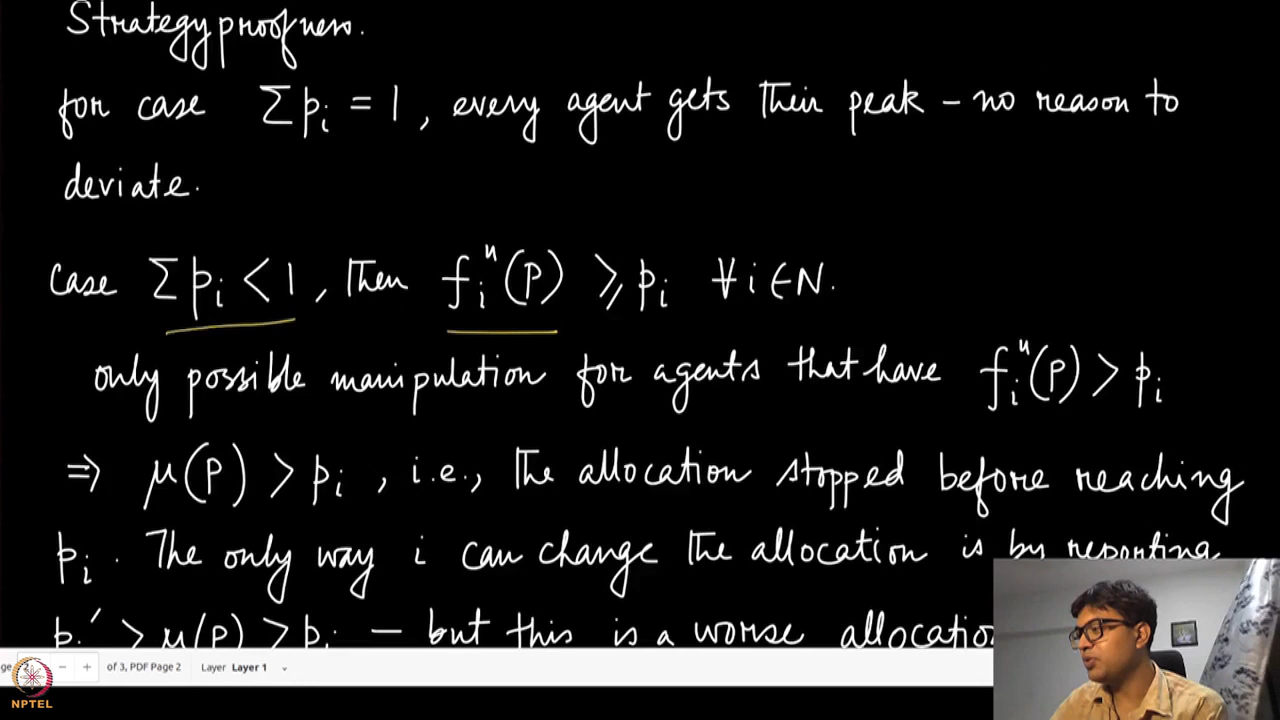 Strategyproofness.
for case ∑ pᵢ = 1, every agent gets their peak – no reason to
deviate.
Case ∑ pᵢ < 1, then fᵢᵘ(P) ⩾ pᵢ ∀ i ∈ N.
only possible manipulation for agents that have fᵢᵘ(P) > pᵢ
⇒ μ(P) > pᵢ, i.e., the allocation stopped before reaching
pᵢ. The only way i can change the allocation is by reporting
pᵢ′ > μ(P) > pᵢ – but this is a worse allocation
of 3, PDF Page 2 Layer Layer 1
NPTEL